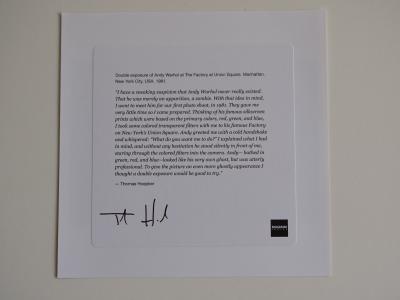 Double exposure of Andy Warhol at The Factory at Union Square. Manhattan,
New York City, USA. 1981.
"I have a sneaking suspicion that Andy Warhol never really existed.
That he was merely an apparition, a zombie. With that idea in mind,
I went to meet him for our first photo shoot, in 1981. They gave me
very little time so I came prepared. Thinking of his famous silkscreen
prints which were based on the primary colors, red, green, and blue,
I took some colored transparent filters with me to his famous Factory
on New York's Union Square. Andy greeted me with a cold handshake
and whispered: "What do you want me to do?" I explained what I had
in mind, and without any hesitation he stood silently in front of me,
staring through the colored filters into the camera. Andy—bathed in
green, red, and blue—looked like his very own ghost, but was utterly
professional. To give the picture an even more ghostly appearance I
thought a double exposure would be good to try."
— Thomas Hoepker
MAGNUM